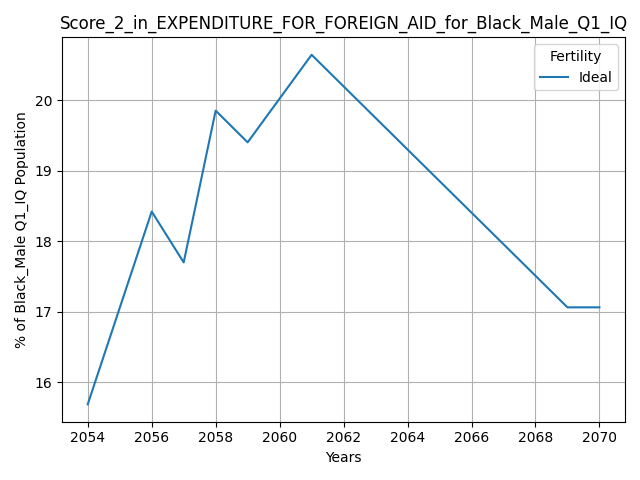 Score_2_in_EXPENDITURE_FOR_FOREIGN_AID_for_Black_Male_Q1_IQ
Fertility
Ideal
% of Black_Male Q1_IQ Population
20
19
18
17
16
2054 2056 2058 2060 2062 2064 2066 2068 2070
Years